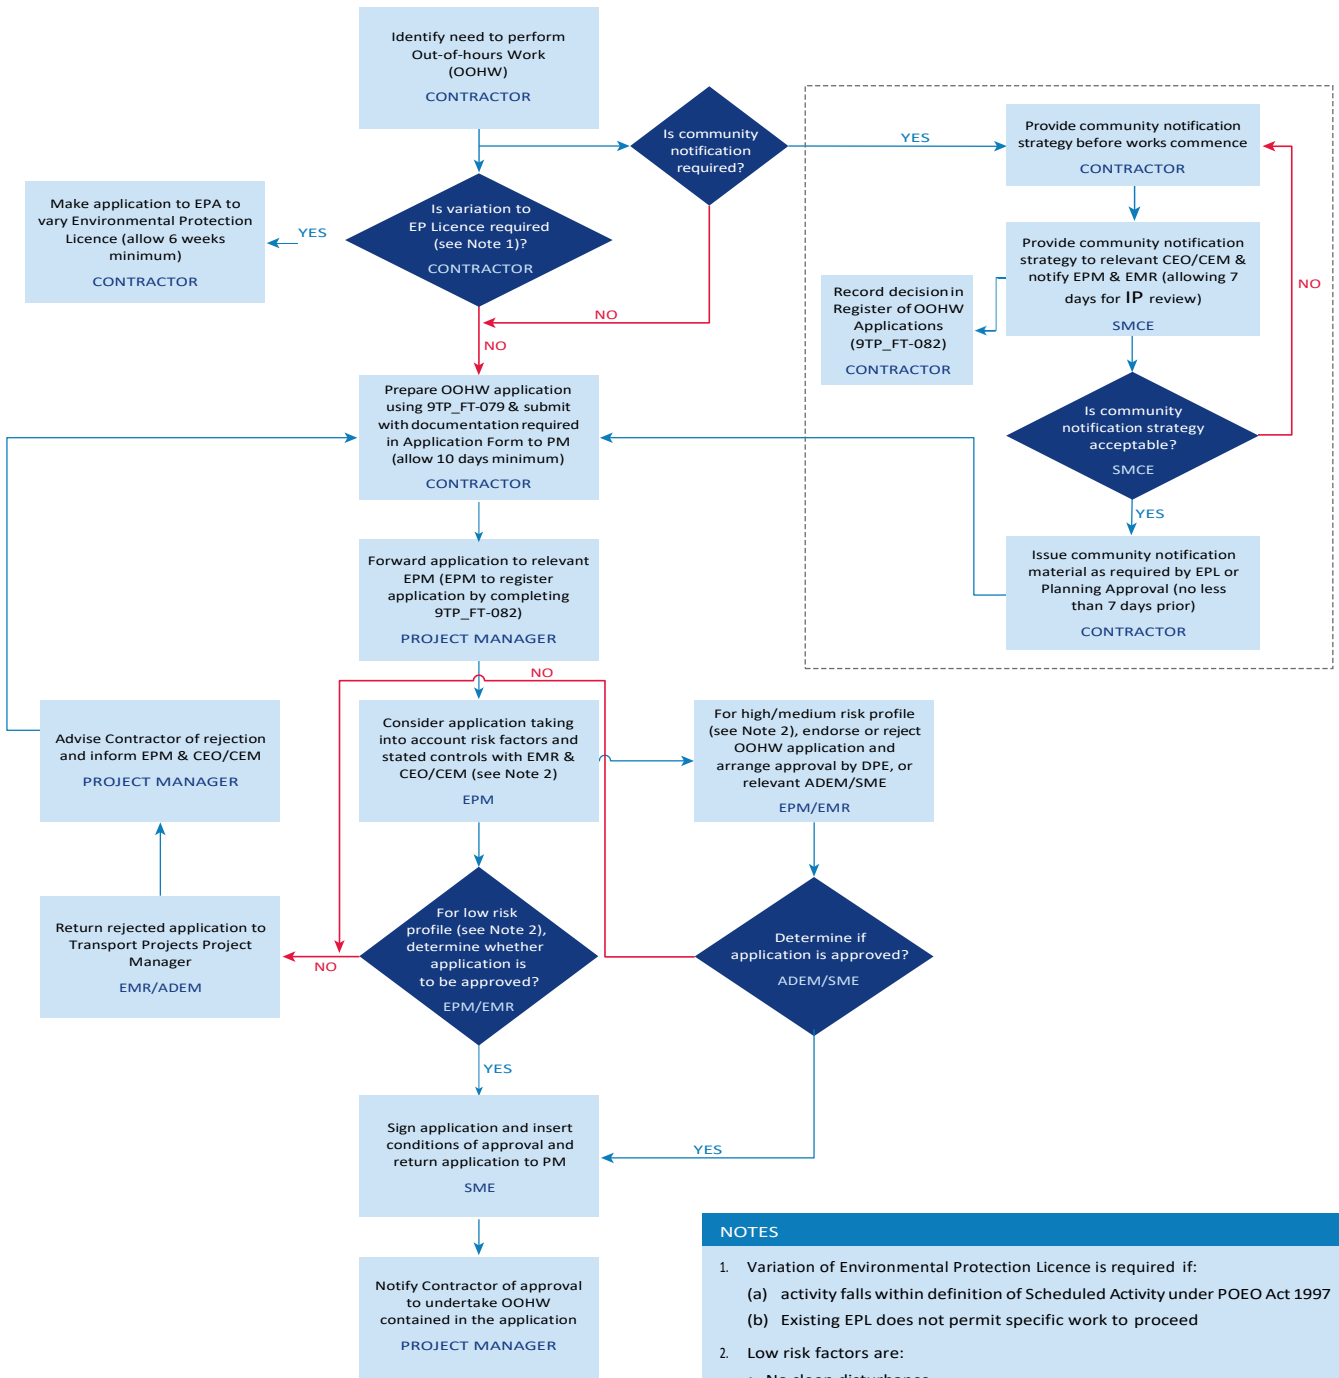 Identify need to perform
Out-of-hours Work
(OOHW)
CONTRACTOR
Is community
notification
required?
YES
Provide community notification
strategy before works commence
CONTRACTOR
Make application to EPA to
vary Environmental Protection
Licence (allow 6 weeks
minimum)
CONTRACTOR
YES
Is variation to
EP Licence required
(see Note 1)?
CONTRACTOR
NO
NO
Provide community notification
strategy to relevant CEO/CEM &
notify EPM & EMR (allowing 7
days for IP review)
SMCE
NO
Record decision in
Register of OOHW
Applications
(9TP_FT-082)
CONTRACTOR
Prepare OOHW application
using 9TP_FT-079 & submit
with documentation required
in Application Form to PM
(allow 10 days minimum)
CONTRACTOR
Is community
notification strategy
acceptable?
SMCE
YES
Issue community notification
material as required by EPL or
Planning Approval (no less
than 7 days prior)
CONTRACTOR
Forward application to relevant
EPM (EPM to register
application by completing
9TP_FT-082)
PROJECT MANAGER
NO
Advise Contractor of rejection
and inform EPM & CEO/CEM
PROJECT MANAGER
Consider application taking
into account risk factors and
stated controls with EMR &
CEO/CEM (see Note 2)
EPM
For high/medium risk profile
(see Note 2), endorse or reject
OOHW application and
arrange approval by DPE, or
relevant ADEM/SME
EPM/EMR
Return rejected application to
Transport Projects Project
Manager
EMR/ADEM
NO
For low risk
profile (see Note 2),
determine whether
application is
to be approved?
EPM/EMR
Determine if
application is approved?
ADEM/SME
YES
Sign application and insert
conditions of approval and
return application to PM
SME
YES
Notify Contractor of approval
to undertake OOHW
contained in the application
PROJECT MANAGER
NOTES
1. Variation of Environmental Protection Licence is required if:
(a) activity falls within definition of Scheduled Activity under POEO Act 1997
(b) Existing EPL does not permit specific work to proceed
2. Low risk factors are:
• No sleep disturbance